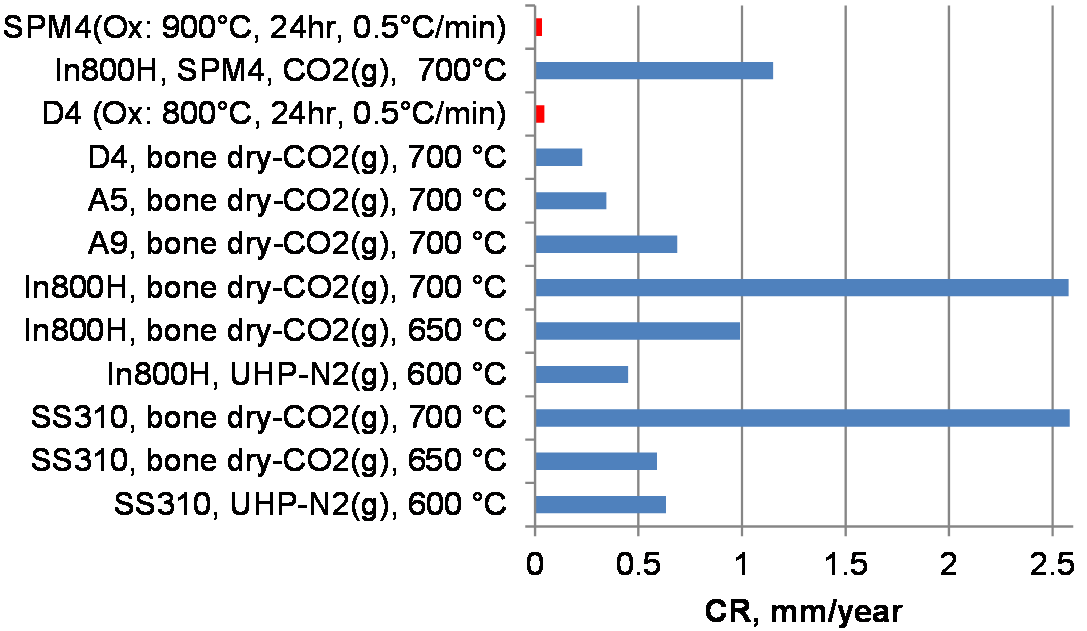 SPM4(Ox: 900°C, 24hr, 0.5°C/min)
In800H, SPM4, CO2(g),  700°C
D4 (Ox: 800°C, 24hr, 0.5°C/min)
D4, bone dry-CO2(g), 700 °C
A5, bone dry-CO2(g), 700 °C
A9, bone dry-CO2(g), 700 °C
In800H, bone dry-CO2(g), 700 °C
In800H, bone dry-CO2(g), 650 °C
In800H, UHP-N2(g), 600 °C
SS310, bone dry-CO2(g), 700 °C
SS310, bone dry-CO2(g), 650 °C
SS310, UHP-N2(g), 600 °C
0 0.5 1 1.5 2 2.5
CR, mm/year